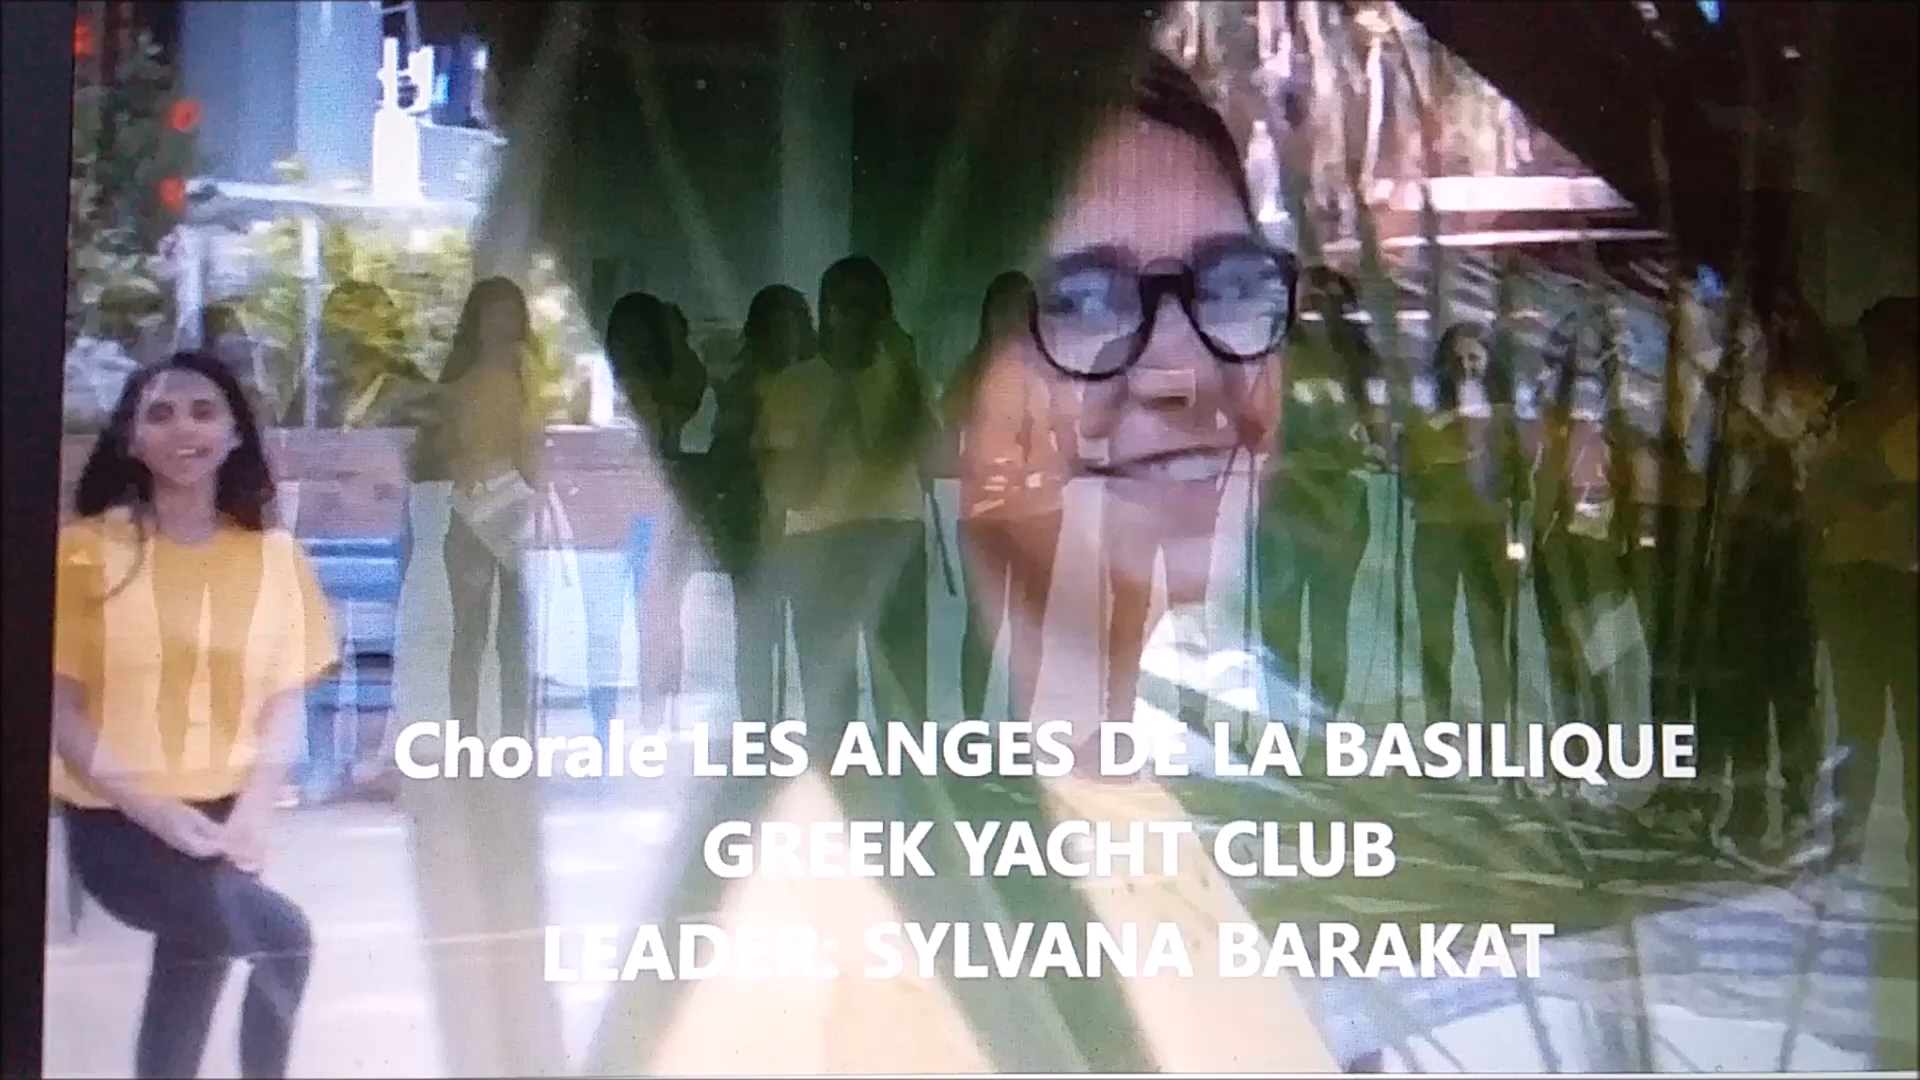 Chorale LES ANGES DE LA BASILIQUE
GREEK YACHT CLUB
LEADER: SYLVANA BARAKAT